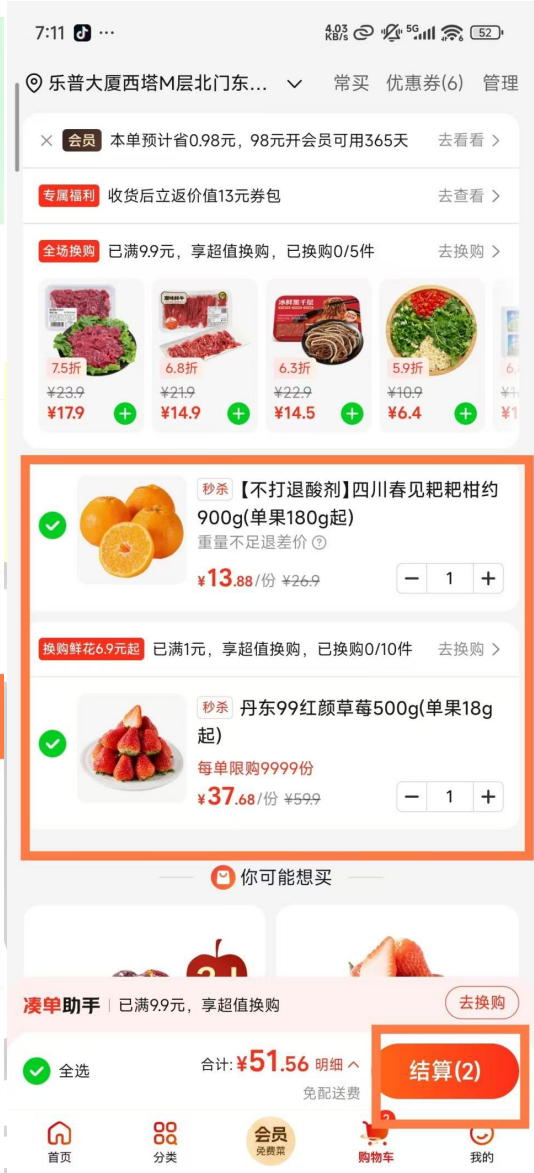 7:11 ···
4.03 KB/s 5G 52
乐普大厦西塔M层北门东... 常买 优惠券(6) 管理
会员 本单预计省0.98元，98元开会员可用365天 去看看
专属福利 收货后立返价值13元券包 去查看
全场换购 已满9.9元，享超值换购，已换购0/5件 去换购
7.5折 6.8折 6.3折 5.9折
¥23.9 ¥21.9 ¥22.9 ¥10.9
¥17.9 ¥14.9 ¥14.5 ¥6.4
秒杀【不打退酸剂】四川春见耙耙柑约
900g(单果180g起)
重量不足退差价
¥13.88/份 ¥26.9
1
换购鲜花6.9元起 已满1元，享超值换购，已换购0/10件 去换购
秒杀 丹东99红颜草莓500g(单果18g
起)
每单限购9999份
¥37.68/份 ¥59.9
1
你可能想买
凑单助手 已满9.9元，享超值换购 去换购
全选 合计:¥51.56 明细
免配送费
结算(2)
首页 分类 会员 免费菜 购物车 2 我的